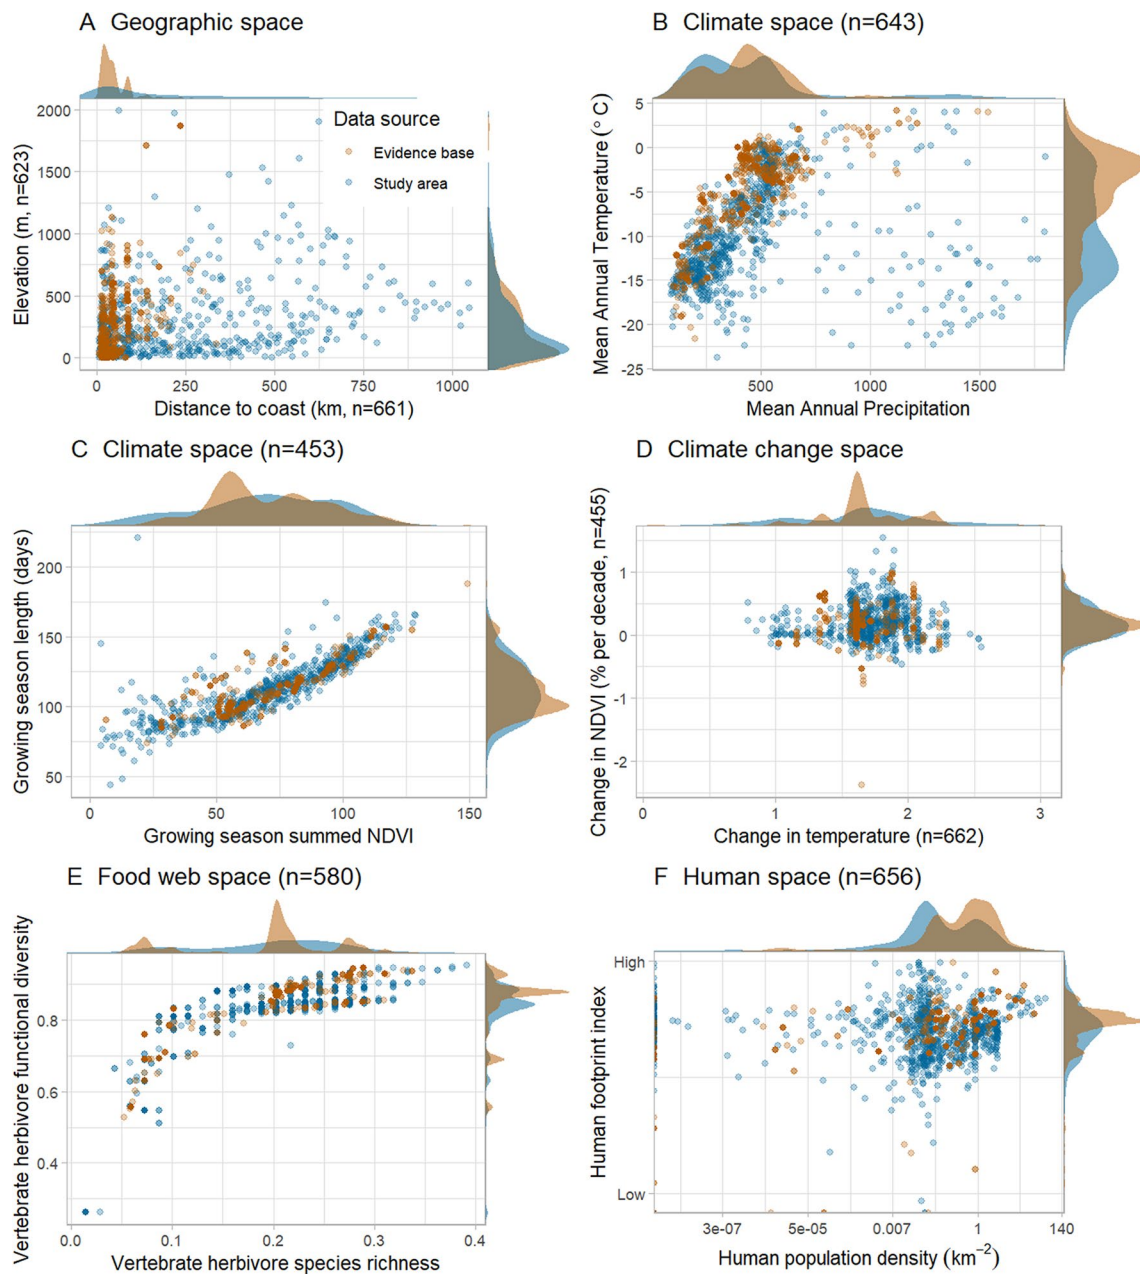 A Geographic space
Elevation (m, n=623)
2000
1500
1000
500
0
Data source
Evidence base
Study area
0 250 500 750 1000
Distance to coast (km, n=661)
B Climate space (n=643)
Mean Annual Temperature (° C)
5
0
-5
-10
-15
-20
-25
500 1000 1500
Mean Annual Precipitation
C Climate space (n=453)
Growing season length (days)
200
150
100
50
0 50 100 150
Growing season summed NDVI
D Climate change space
Change in NDVI (% per decade, n=455)
1
0
-1
-2
0 1 2 3
Change in temperature (n=662)
E Food web space (n=580)
Vertebrate herbivore functional diversity
0.8
0.6
0.4
0.0 0.1 0.2 0.3 0.4
Vertebrate herbivore species richness
F Human space (n=656)
Human footprint index
High
Low
3e-07 5e-05 0.007 1 140
Human population density (km⁻²)